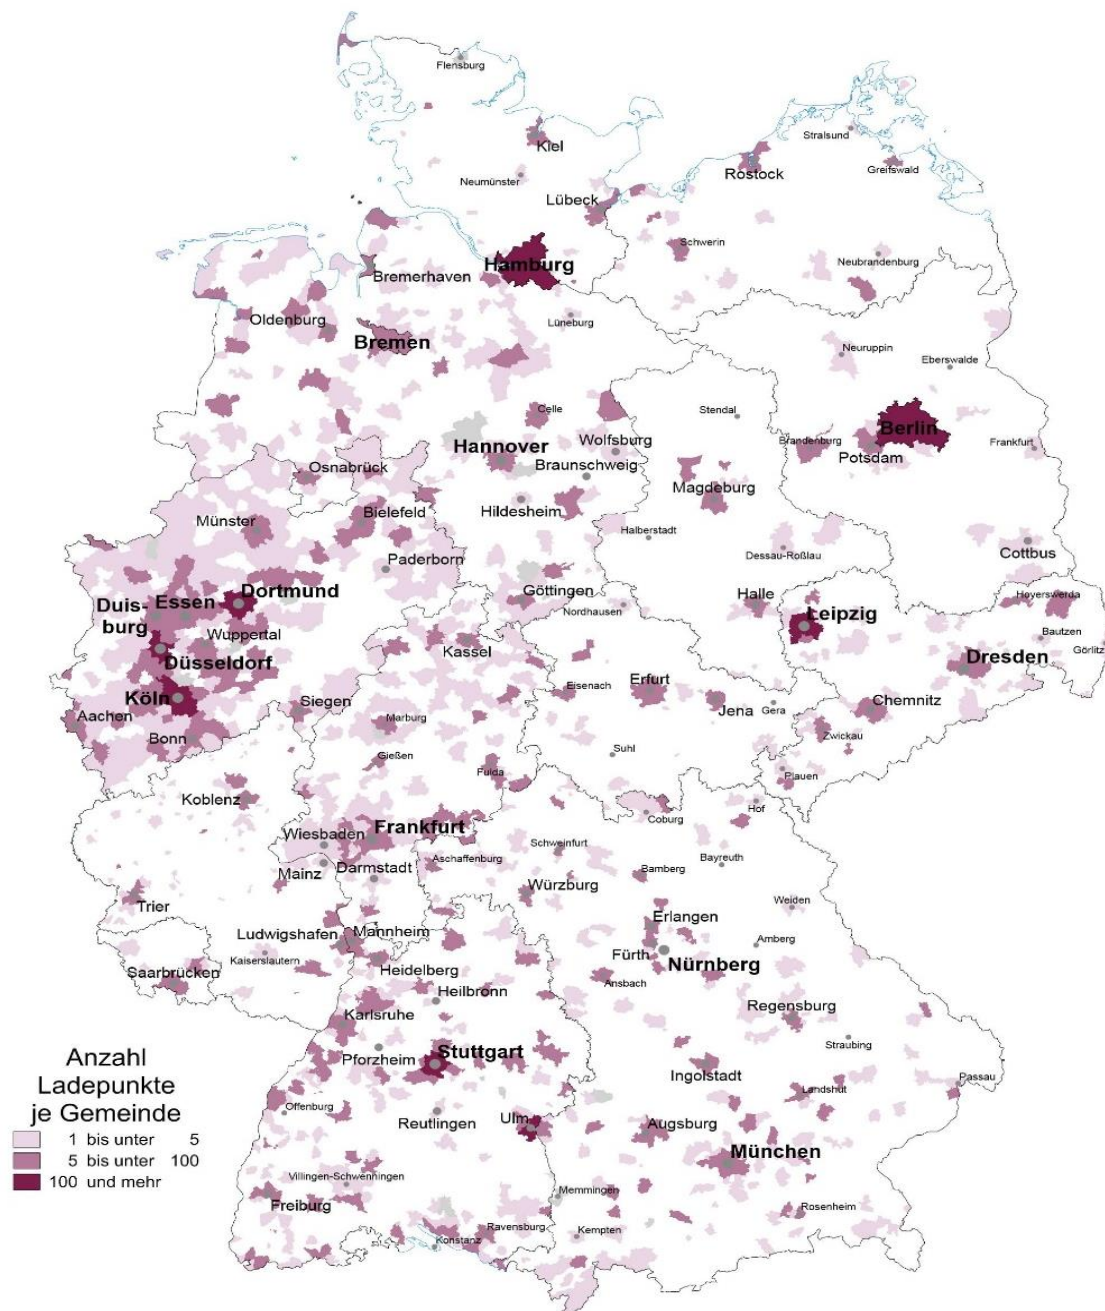 Flensburg
Kiel
Stralsund
Rostock
Greifswald
Neumünster
Lübeck
Schwerin
Hamburg
Neubrandenburg
Bremerhaven
Oldenburg
Lüneburg
Bremen
Neuruppin
Eberswalde
Celle
Stendal
Berlin
Hannover
Wolfsburg
Brandenburg
Frankfurt
Potsdam
Osnabrück
Braunschweig
Magdeburg
Münster
Bielefeld
Hildesheim
Halberstadt
Dessau-Roßlau
Cottbus
Paderborn
Göttingen
Dortmund
Essen
Duis-
burg
Nordhausen
Halle
Hoyerswerda
Leipzig
Wuppertal
Kassel
Bautzen
Görlitz
Düsseldorf
Dresden
Köln
Eisenach
Erfurt
Siegen
Jena
Gera
Chemnitz
Aachen
Marburg
Zwickau
Bonn
Gießen
Suhl
Fulda
Plauen
Koblenz
Hof
Coburg
Wiesbaden
Frankfurt
Schweinfurt
Mainz
Darmstadt
Aschaffenburg
Bayreuth
Bamberg
Würzburg
Trier
Weiden
Erlangen
Ludwigshafen
Mannheim
Amberg
Kaiserslautern
Fürth
Nürnberg
Saarbrücken
Heidelberg
Ansbach
Heilbronn
Regensburg
Karlsruhe
Straubing
Pforzheim
Stuttgart
Ingolstadt
Passau
Landshut
Offenburg
Reutlingen
Ulm
Augsburg
München
Villingen-Schwenningen
Memmingen
Freiburg
Rosenheim
Ravensburg
Kempten
Konstanz
Anzahl
Ladepunkte
je Gemeinde
1 bis unter 5
5 bis unter 100
100 und mehr